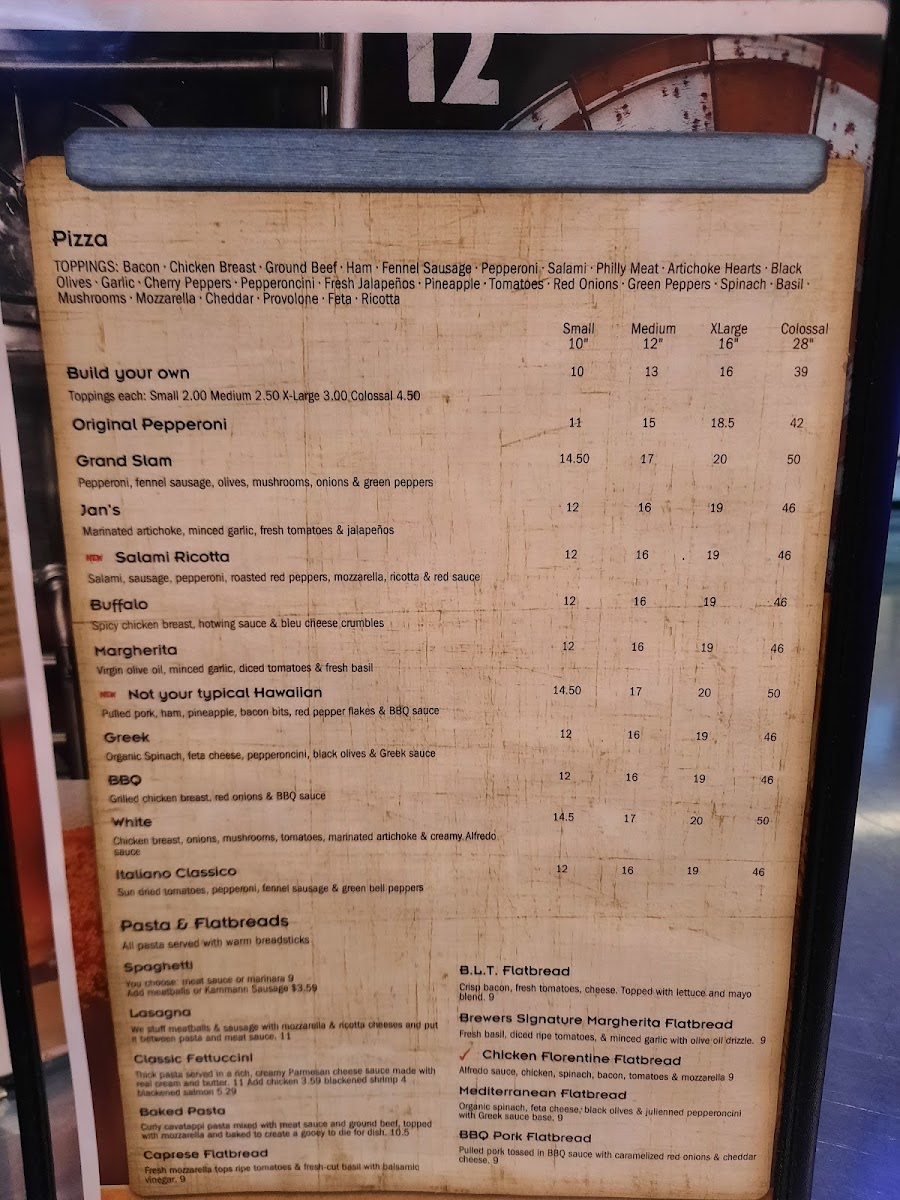 12
Pizza
TOPPINGS: Bacon · Chicken Breast · Ground Beef · Ham · Fennel Sausage · Pepperoni · Salami · Philly Meat · Artichoke Hearts · Black
Olives · Garlic · Cherry Peppers · Pepperoncini · Fresh Jalapeños · Pineapple · Tomatoes · Red Onions · Green Peppers · Spinach · Basil ·
Mushrooms · Mozzarella · Cheddar · Provolone · Feta · Ricotta
Small Medium XLarge Colossal
10" 12" 16" 28"
Build your own 10 13 16 39
Toppings each: Small 2.00 Medium 2.50 X-Large 3.00 Colossal 4.50
Original Pepperoni 11 15 18.5 42
Grand Slam 14.50 17 20 50
Pepperoni, fennel sausage, olives, mushrooms, onions & green peppers
Jan's 12 16 19 46
Marinated artichoke, minced garlic, fresh tomatoes & jalapeños
NEW Salami Ricotta 12 16 19 46
Salami, sausage, pepperoni, roasted red peppers, mozzarella, ricotta & red sauce
Buffalo 12 16 19 46
Spicy chicken breast, hotwing sauce & bleu cheese crumbles
Margherita 12 16 19 46
Virgin olive oil, minced garlic, diced tomatoes & fresh basil
NEW Not your typical Hawaiian 14.50 17 20 50
Pulled pork, ham, pineapple, bacon bits, red pepper flakes & BBQ sauce
Greek 12 16 19 46
Organic Spinach, feta cheese, pepperoncini, black olives & Greek sauce
BBQ 12 16 19 46
Grilled chicken breast, red onions & BBQ sauce
White 14.5 17 20 50
Chicken breast, onions, mushrooms, tomatoes, marinated artichoke & creamy Alfredo
sauce
Italiano Classico 12 16 19 46
Sun dried tomatoes, pepperoni, fennel sausage & green bell peppers
Pasta & Flatbreads
All pasta served with warm breadsticks
Spaghetti
You choose: meat sauce or marinara 9
Add meatballs or Kammann Sausage $3.59
Lasagna
We stuff meatballs & sausage with mozzarella & ricotta cheeses and put
it between pasta and meat sauce. 11
Classic Fettuccini
Thick pasta served in a rich, creamy Parmesan cheese sauce made with
real cream and butter. 11 Add chicken 3.59 blackened shrimp 4
blackened salmon 5.29
Baked Pasta
Curly cavatappi pasta mixed with meat sauce and ground beef, topped
with mozzarella and baked to create a gooey to die for dish. 10.5
Caprese Flatbread
Fresh mozzarella tops ripe tomatoes & fresh-cut basil with balsamic
vinegar. 9
B.L.T. Flatbread
Crisp bacon, fresh tomatoes, cheese. Topped with lettuce and mayo
blend. 9
Brewers Signature Margherita Flatbread
Fresh basil, diced ripe tomatoes, & minced garlic with olive oil drizzle. 9
Chicken Florentine Flatbread
Alfredo sauce, chicken, spinach, bacon, tomatoes & mozzarella 9
Mediterranean Flatbread
Organic spinach, feta cheese, black olives & julienned pepperoncini
with Greek sauce base. 9
BBQ Pork Flatbread
Pulled pork tossed in BBQ sauce with caramelized red onions & cheddar
cheese. 9